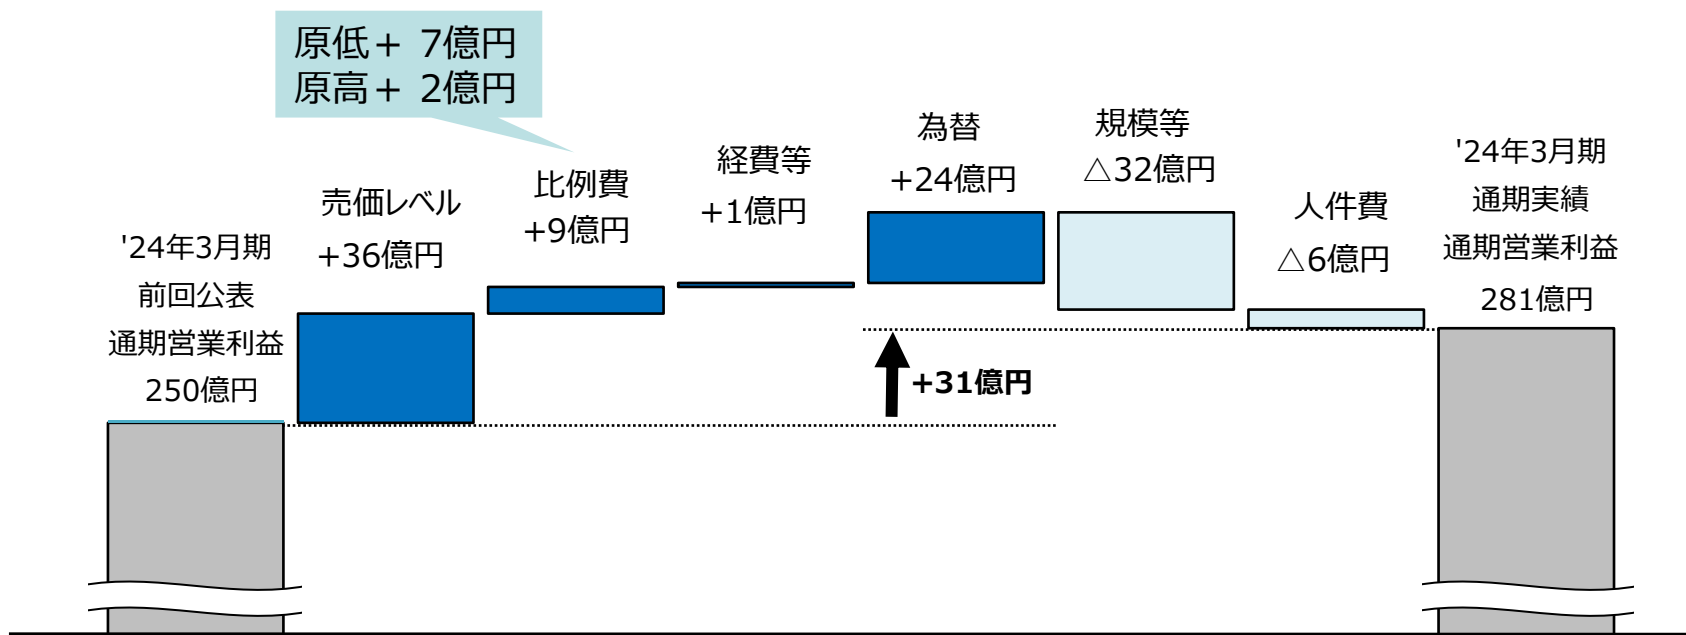 原低＋ 7億円
原高＋ 2億円
'24年3月期
前回公表
通期営業利益
250億円
売価レベル
+36億円
比例費
+9億円
経費等
+1億円
為替
+24億円
規模等
△32億円
人件費
△6億円
'24年3月期
通期実績
通期営業利益
281億円
+31億円